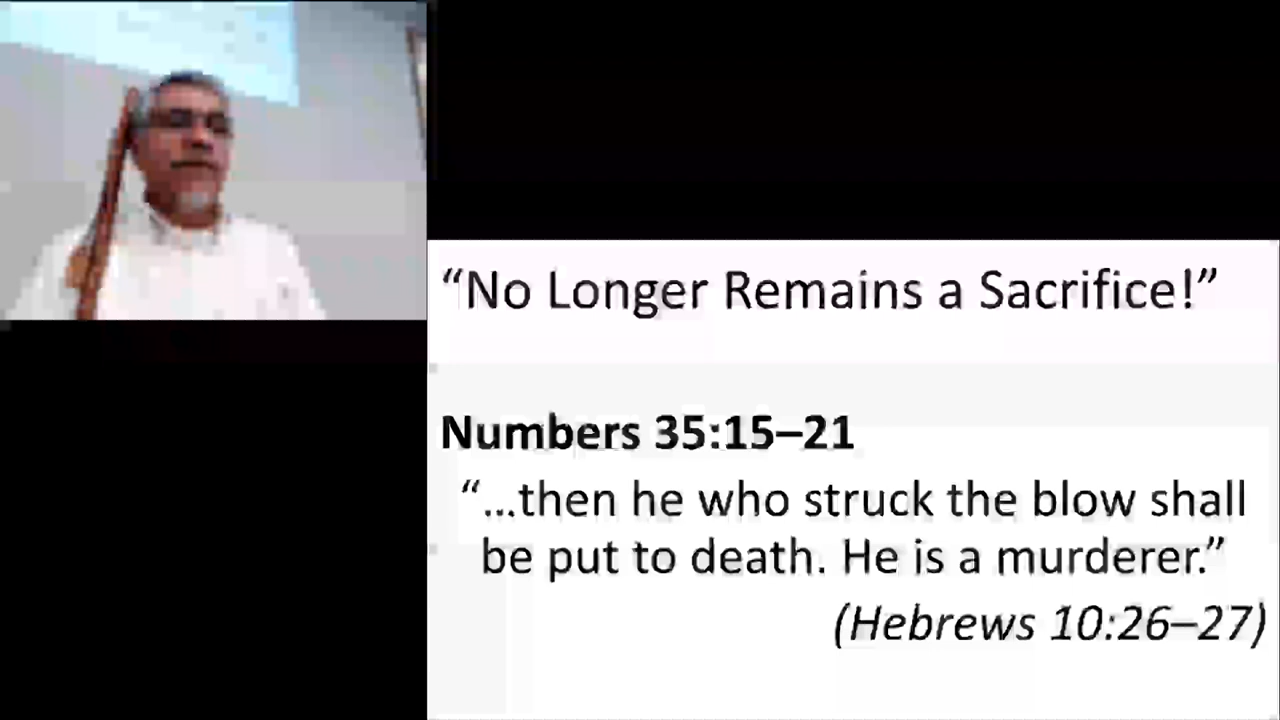 “No Longer Remains a Sacrifice!”
Numbers 35:15–21
“…then he who struck the blow shall
be put to death. He is a murderer.”
(Hebrews 10:26–27)